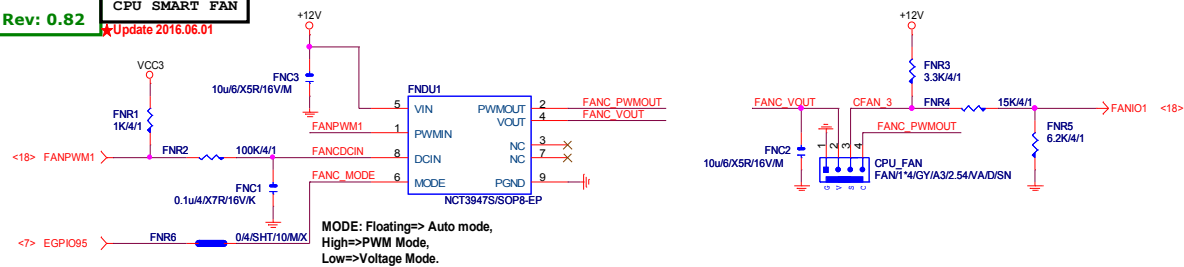 CPU SMART FAN
Rev: 0.82
★Update 2016.06.01
+12V
VCC3
FNC3
10u/6/X5R/16V/M
FNDU1
FNR1
1K/4/1
5 VIN
PWMOUT 2 FANC_PWMOUT
VOUT 4 FANC_VOUT
FANPWM1 1 PWMIN
NC 3
<18> FANPWM1
FNR2
100K/4/1
FANCDCIN 8 DCIN
NC 7
FNC1
0.1u/4/X7R/16V/K
FANC_MODE 6 MODE
PGND 9
NCT3947S/SOP8-EP
<7> EGPIO95
FNR6
0/4/SHT/10/M/X
MODE: Floating=> Auto mode,
High=>PWM Mode,
Low=>Voltage Mode.
+12V
FNR3
3.3K/4/1
FANC_VOUT
CFAN_3
FNR4
15K/4/1
FANIO1 <18>
FANC_PWMOUT
FNR5
6.2K/4/1
FNC2
10u/6/X5R/16V/M
1 2 3 4
G V S C
CPU_FAN
FAN/1*4/GY/A3/2.54/VA/D/SN